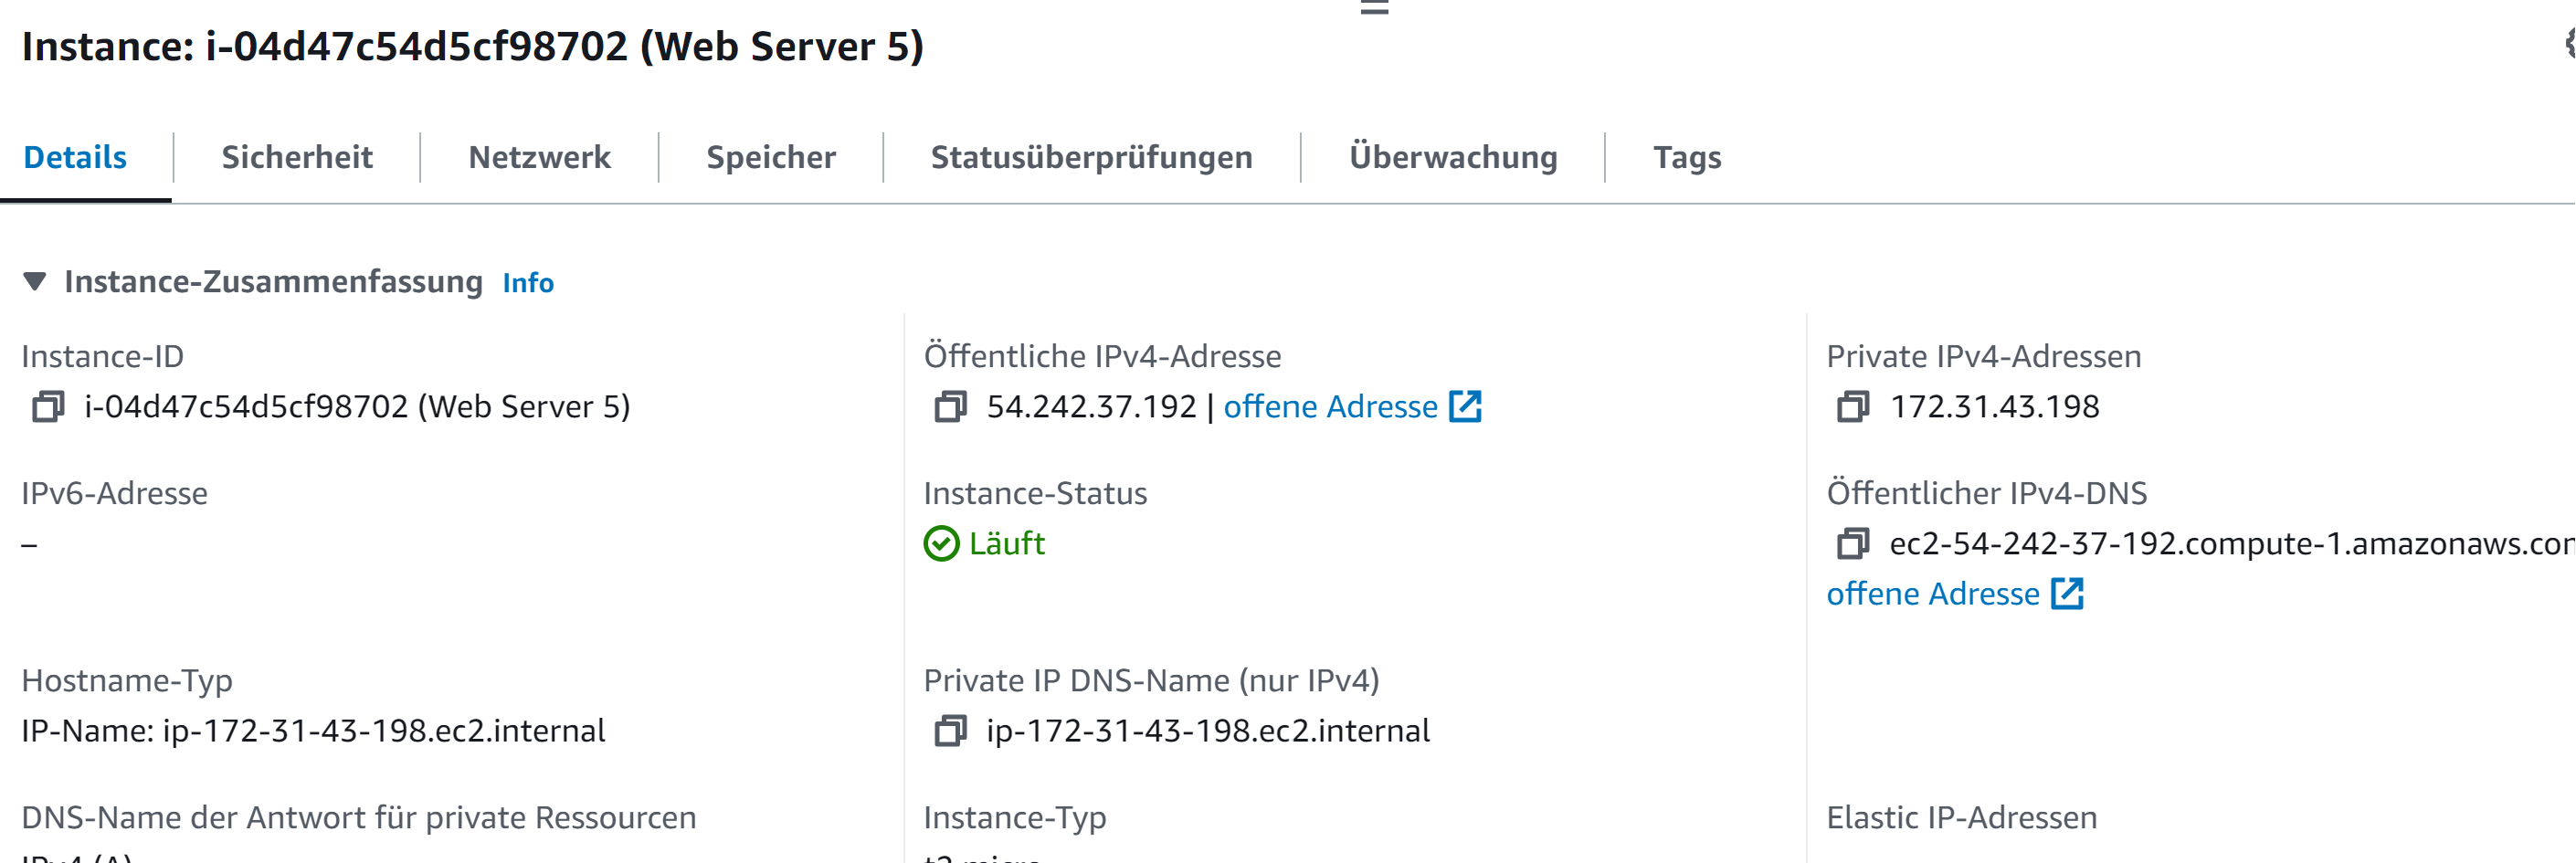 Instance: i-04d47c54d5cf98702 (Web Server 5)
Details
Sicherheit
Netzwerk
Speicher
Statusüberprüfungen
Überwachung
Tags
Instance-Zusammenfassung Info
Instance-ID
i-04d47c54d5cf98702 (Web Server 5)
Öffentliche IPv4-Adresse
54.242.37.192 | offene Adresse
Private IPv4-Adressen
172.31.43.198
IPv6-Adresse
–
Instance-Status
Läuft
Öffentlicher IPv4-DNS
ec2-54-242-37-192.compute-1.amazonaws.com
offene Adresse
Hostname-Typ
IP-Name: ip-172-31-43-198.ec2.internal
Private IP DNS-Name (nur IPv4)
ip-172-31-43-198.ec2.internal
DNS-Name der Antwort für private Ressourcen
IPv4 (A)
Instance-Typ
t2.micro
Elastic IP-Adressen